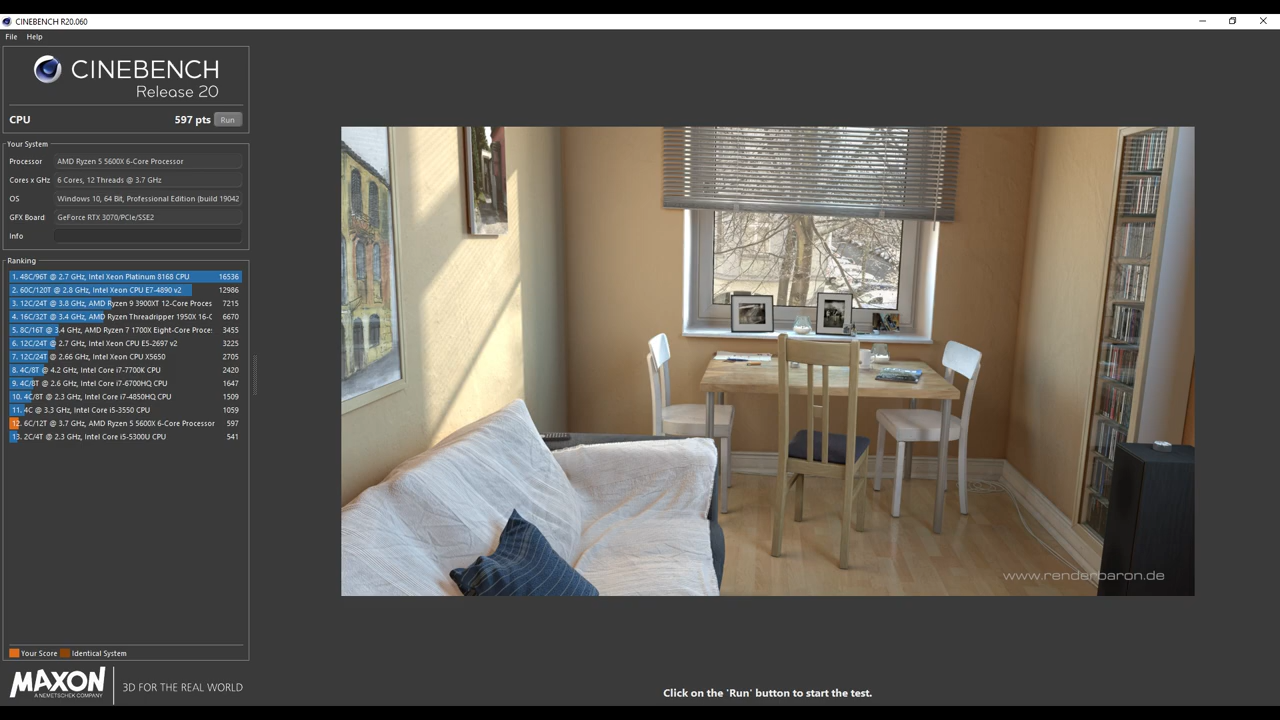 CINEBENCH R20.060
File Help
CINEBENCH
Release 20
CPU 597 pts Run
Your System
Processor AMD Ryzen 5 5600X 6-Core Processor
Cores x GHz 6 Cores, 12 Threads @ 3.7 GHz
OS Windows 10, 64 Bit, Professional Edition (build 19042
GFX Board GeForce RTX 3070/PCIe/SSE2
Info
Ranking
1. 48C/96T @ 2.7 GHz, Intel Xeon Platinum 8168 CPU 16536
2. 60C/120T @ 2.8 GHz, Intel Xeon CPU E7-4890 v2 12986
3. 12C/24T @ 3.8 GHz, AMD Ryzen 9 3900XT 12-Core Proces 7215
4. 16C/32T @ 3.4 GHz, AMD Ryzen Threadripper 1950X 16-C 6670
5. 8C/16T @ 3.4 GHz, AMD Ryzen 7 1700X Eight-Core Proce: 3455
6. 12C/24T @ 2.7 GHz, Intel Xeon CPU E5-2697 v2 3225
7. 12C/24T @ 2.66 GHz, Intel Xeon CPU X5650 2705
8. 4C/8T @ 4.2 GHz, Intel Core i7-7700K CPU 2420
9. 4C/8T @ 2.6 GHz, Intel Core i7-6700HQ CPU 1647
10. 4C/8T @ 2.3 GHz, Intel Core i7-4850HQ CPU 1509
11. 4C @ 3.3 GHz, Intel Core i5-3550 CPU 1059
12. 6C/12T @ 3.7 GHz, AMD Ryzen 5 5600X 6-Core Processor 597
13. 2C/4T @ 2.3 GHz, Intel Core i5-5300U CPU 541
www.renderbaron.de
Your Score Identical System
MAXON
A NEMETSCHEK COMPANY
3D FOR THE REAL WORLD
Click on the 'Run' button to start the test.